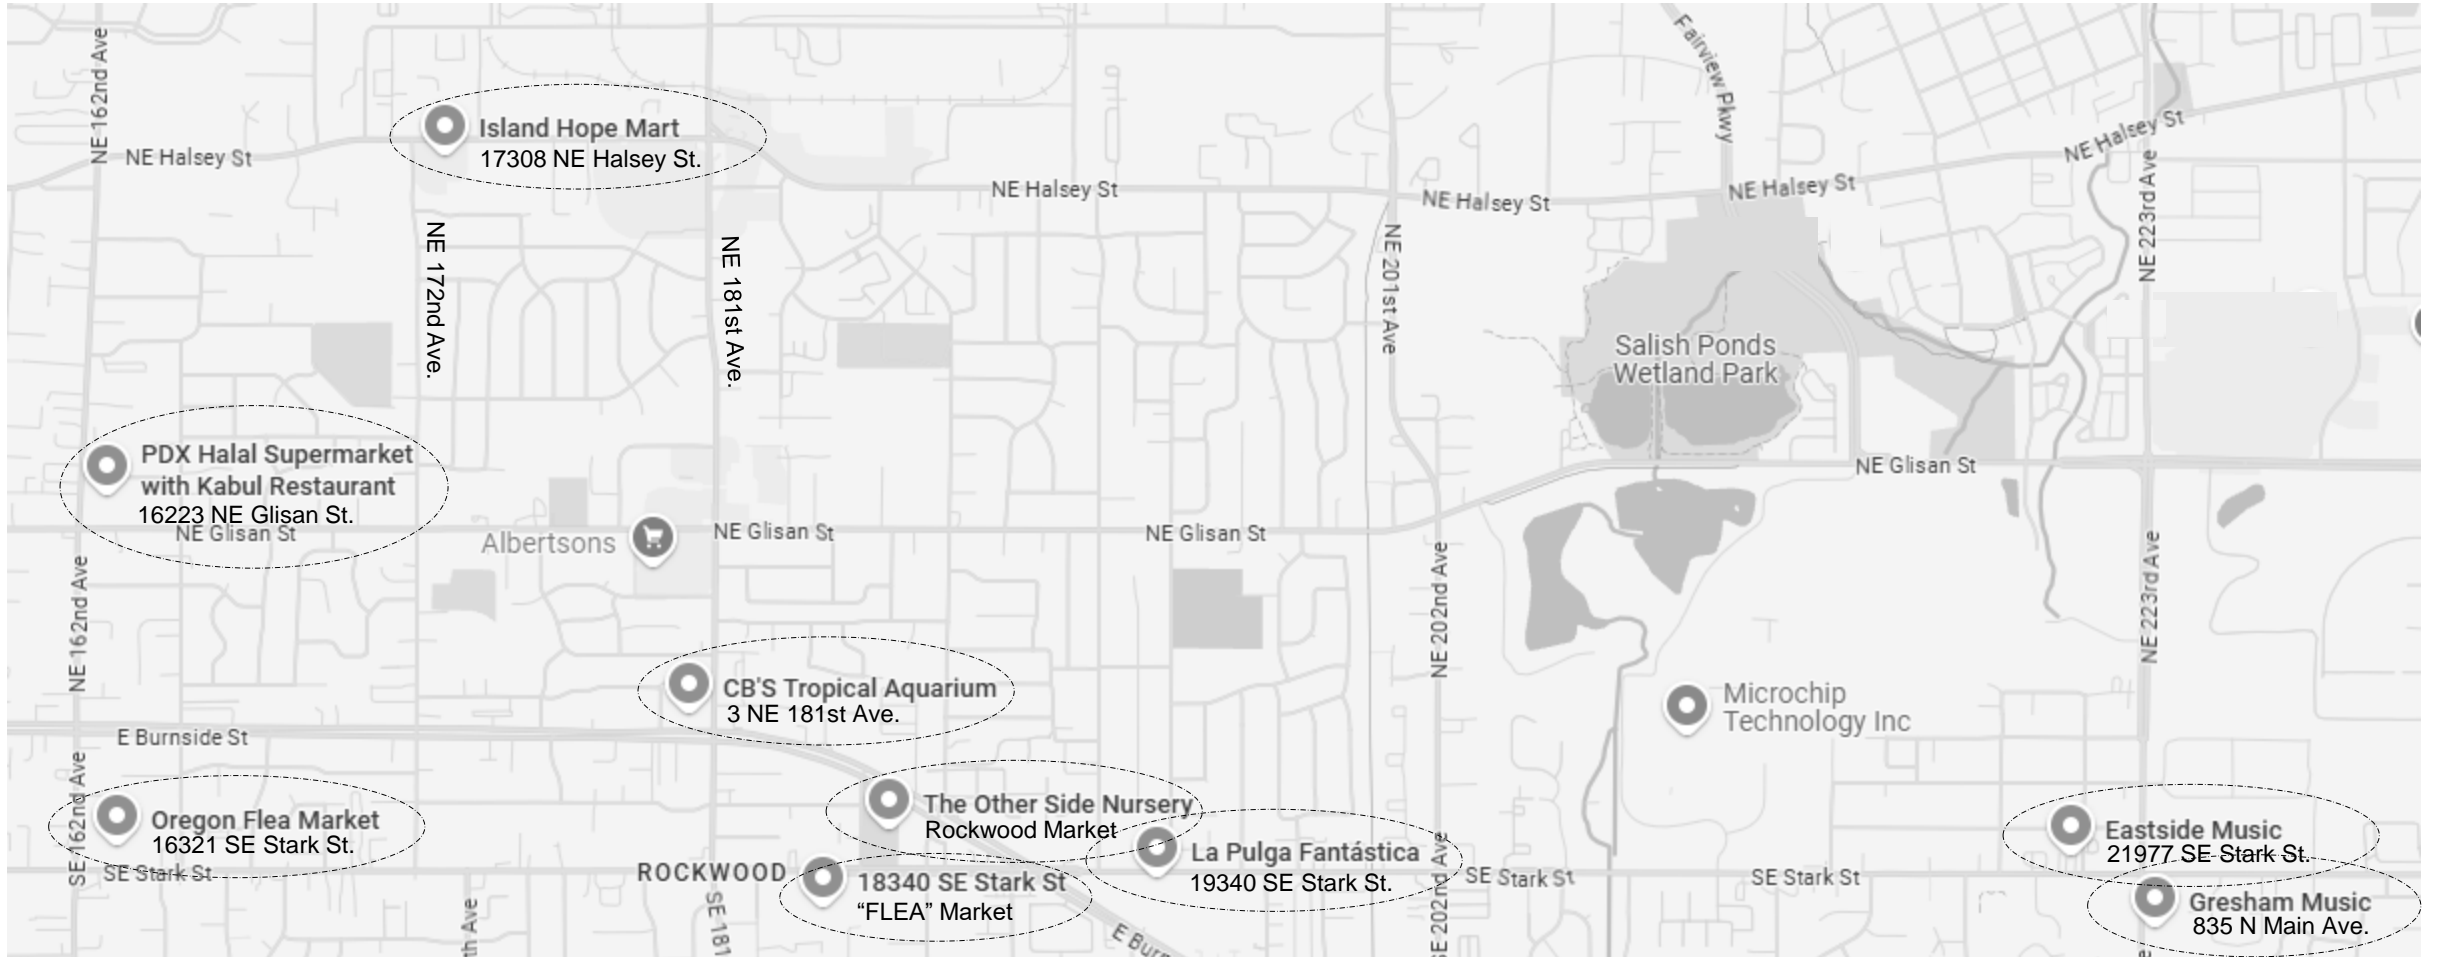 Fairview Pkwy
NE 162nd Ave
Island Hope Mart
17308 NE Halsey St.
NE Halsey St
NE Halsey St
NE Halsey St
NE Halsey St
NE Halsey St
NE 223rd Ave
NE 172nd Ave.
NE 181st Ave.
NE 201st Ave
Salish Ponds
Wetland Park
PDX Halal Supermarket
with Kabul Restaurant
16223 NE Glisan St.
NE Glisan St
Albertsons
NE Glisan St
NE Glisan St
NE Glisan St
NE 162nd Ave
NE 202nd Ave
NE 223rd Ave
CB'S Tropical Aquarium
3 NE 181st Ave.
Microchip
Technology Inc
E Burnside St
SE 162nd Ave
Oregon Flea Market
16321 SE Stark St.
SE Stark St
The Other Side Nursery
Rockwood Market
La Pulga Fantástica
19340 SE Stark St.
ROCKWOOD
18340 SE Stark St
“FLEA” Market
SE 181
th Ave
E Burn
SE 202nd Ave
SE Stark St
SE Stark St
Eastside Music
21977 SE Stark St.
Gresham Music
835 N Main Ave.